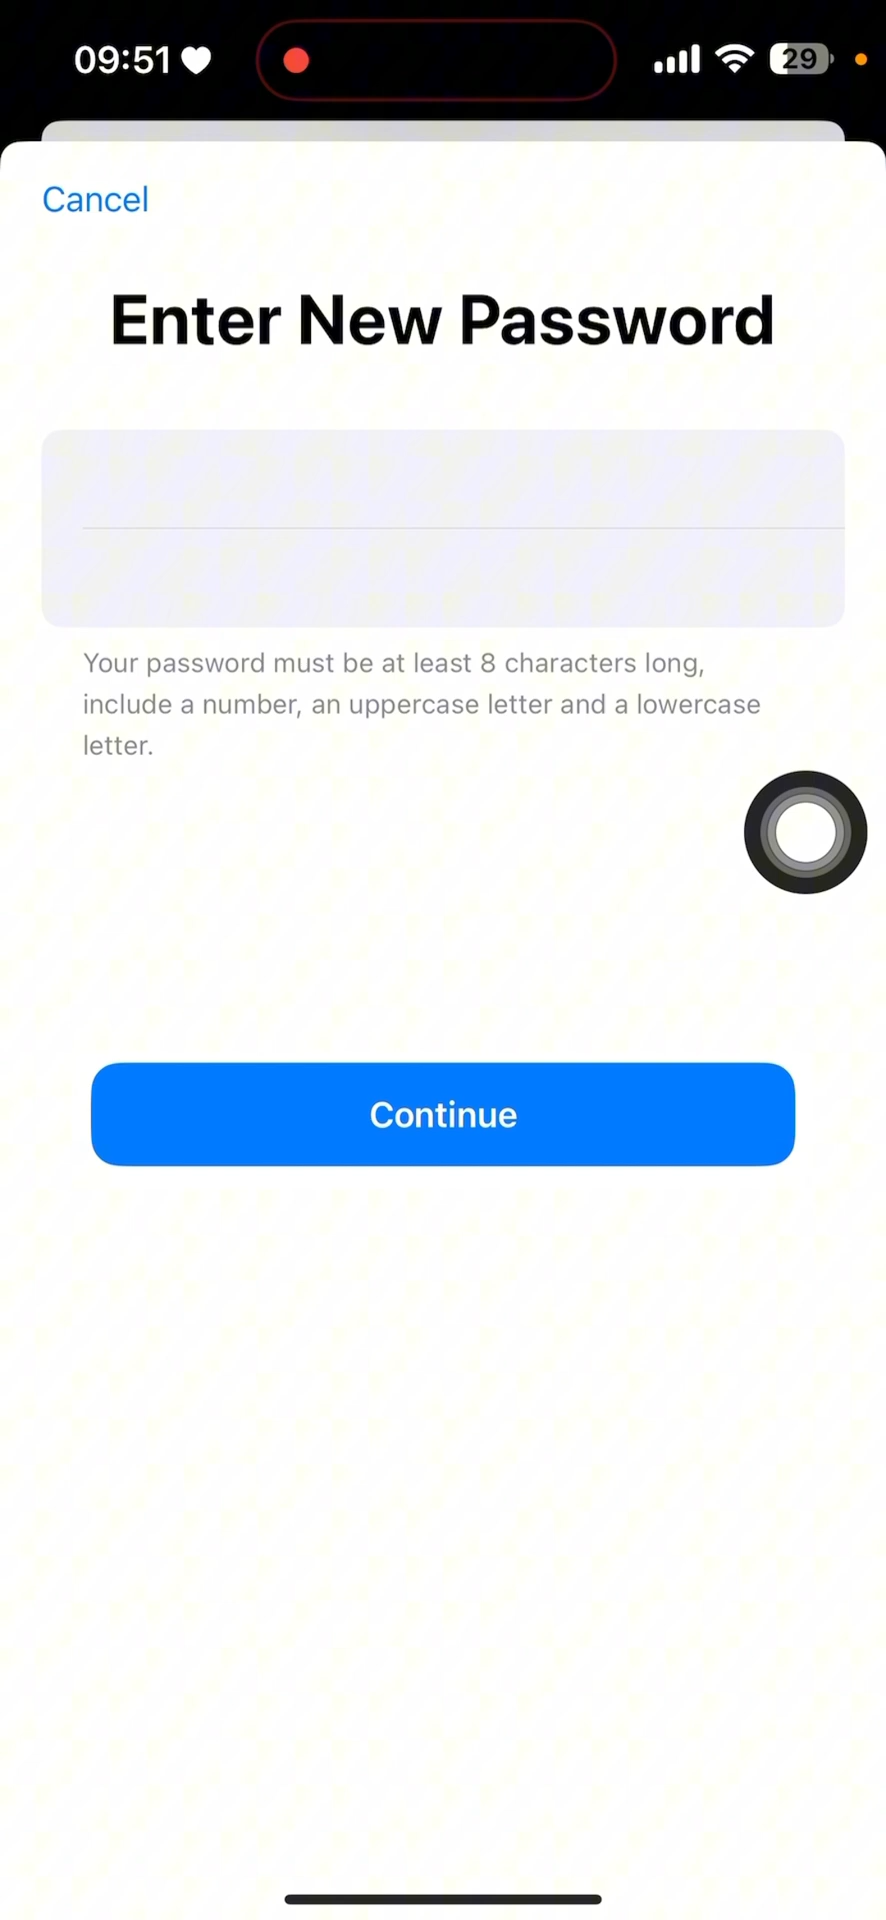 09:51
29
Cancel
Enter New Password
Your password must be at least 8 characters long,
include a number, an uppercase letter and a lowercase
letter.
Continue